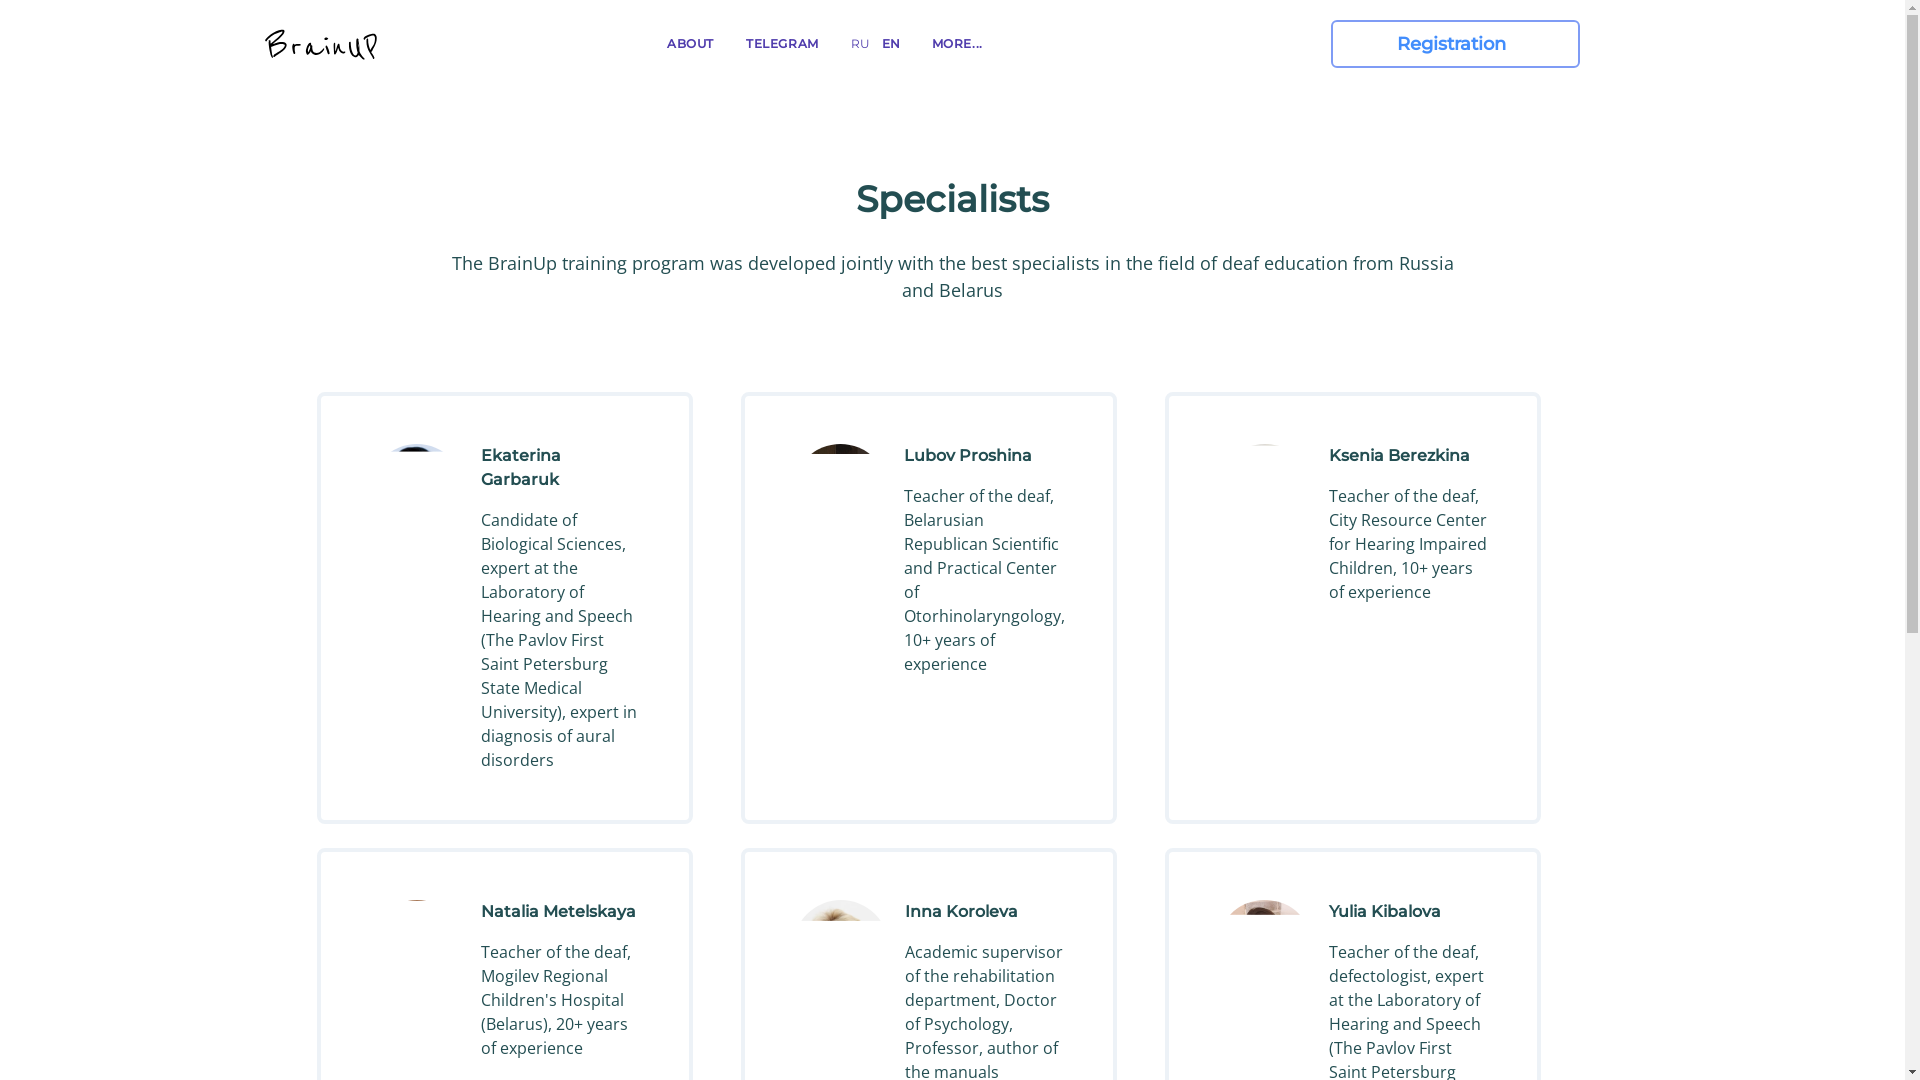 BrainUP
ABOUT
TELEGRAM
RU
EN
MORE...
Registration
Specialists
The BrainUp training program was developed jointly with the best specialists in the field of deaf education from Russia
and Belarus
Ekaterina
Garbaruk
Candidate of
Biological Sciences,
expert at the
Laboratory of
Hearing and Speech
(The Pavlov First
Saint Petersburg
State Medical
University), expert in
diagnosis of aural
disorders
Lubov Proshina
Teacher of the deaf,
Belarusian
Republican Scientific
and Practical Center
of
Otorhinolaryngology,
10+ years of
experience
Ksenia Berezkina
Teacher of the deaf,
City Resource Center
for Hearing Impaired
Children, 10+ years
of experience
Natalia Metelskaya
Teacher of the deaf,
Mogilev Regional
Children's Hospital
(Belarus), 20+ years
of experience
Inna Koroleva
Academic supervisor
of the rehabilitation
department, Doctor
of Psychology,
Professor, author of
the manuals
Yulia Kibalova
Teacher of the deaf,
defectologist, expert
at the Laboratory of
Hearing and Speech
(The Pavlov First
Saint Petersburg